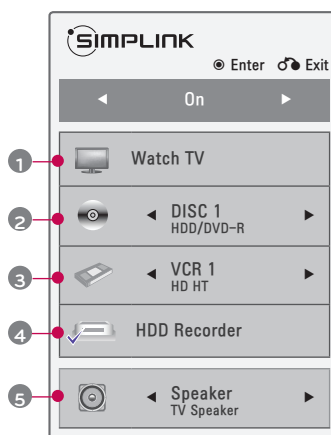 SIMPLINK
Enter Exit
On
1 Watch TV
2 DISC 1
HDD/DVD-R
3 VCR 1
HD HT
4 HDD Recorder
5 Speaker
TV Speaker